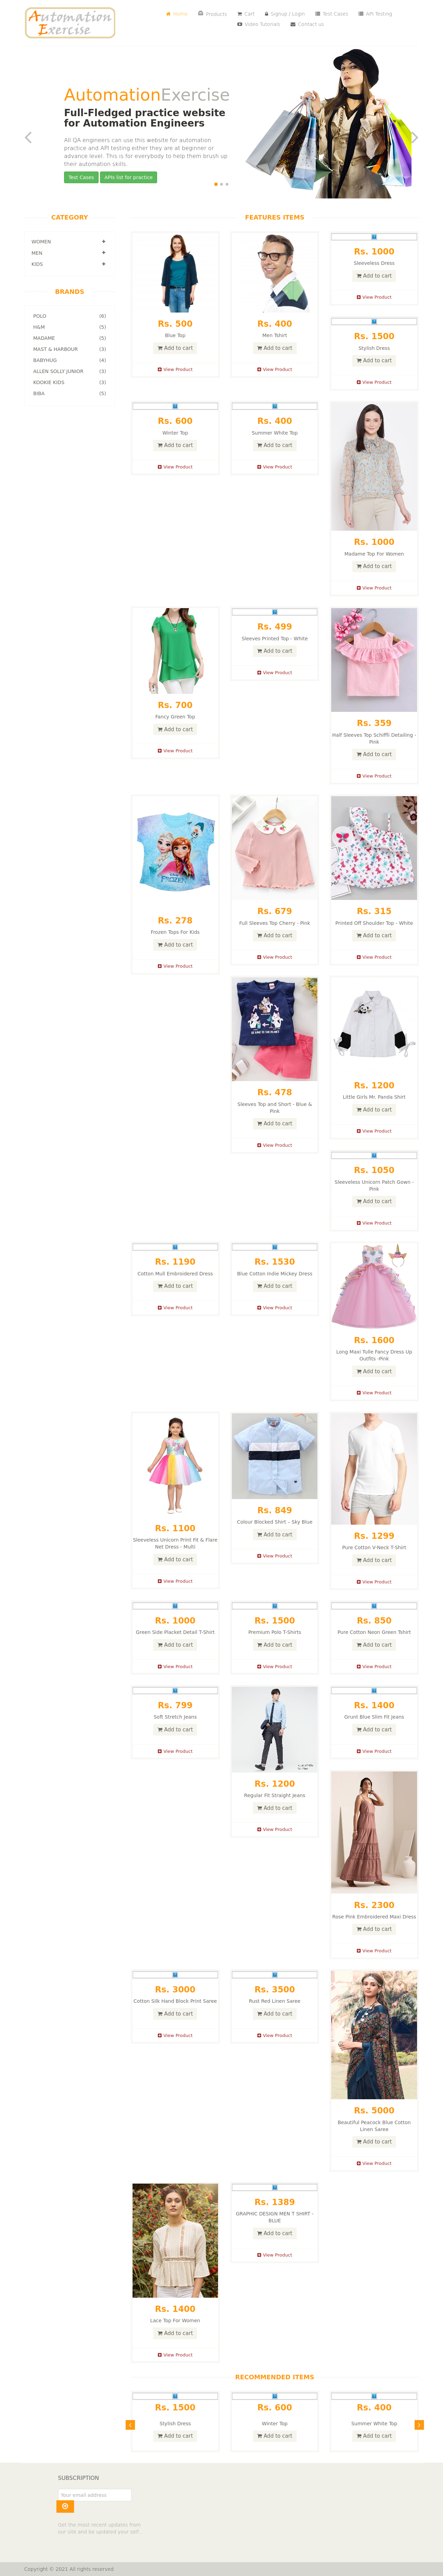 Automation
Exercise
Home
Products
Cart
Signup / Login
Test Cases
API Testing
Video Tutorials
Contact us
AutomationExercise
Full-Fledged practice website
for Automation Engineers
All QA engineers can use this website for automation
practice and API testing either they are at beginner or
advance level. This is for everybody to help them brush up
their automation skills.
Test Cases
APIs list for practice
CATEGORY
WOMEN
MEN
KIDS
BRANDS
POLO (6)
H&M (5)
MADAME (5)
MAST & HARBOUR (3)
BABYHUG (4)
ALLEN SOLLY JUNIOR (3)
KOOKIE KIDS (3)
BIBA (5)
FEATURES ITEMS
Rs. 500
Blue Top
Add to cart
View Product
Rs. 400
Men Tshirt
Add to cart
View Product
Rs. 1000
Sleeveless Dress
Add to cart
View Product
Rs. 1500
Stylish Dress
Add to cart
View Product
Rs. 600
Winter Top
Add to cart
View Product
Rs. 400
Summer White Top
Add to cart
View Product
Rs. 1000
Madame Top For Women
Add to cart
View Product
Rs. 700
Fancy Green Top
Add to cart
View Product
Rs. 499
Sleeves Printed Top - White
Add to cart
View Product
Rs. 359
Half Sleeves Top Schiffli Detailing -
Pink
Add to cart
View Product
FROZEN
Rs. 278
Frozen Tops For Kids
Add to cart
View Product
Rs. 679
Full Sleeves Top Cherry - Pink
Add to cart
View Product
Rs. 315
Printed Off Shoulder Top - White
Add to cart
View Product
Rs. 478
Sleeves Top and Short - Blue &
Pink
Add to cart
View Product
Rs. 1200
Little Girls Mr. Panda Shirt
Add to cart
View Product
Rs. 1050
Sleeveless Unicorn Patch Gown -
Pink
Add to cart
View Product
Rs. 1190
Cotton Mull Embroidered Dress
Add to cart
View Product
Rs. 1530
Blue Cotton Indie Mickey Dress
Add to cart
View Product
Rs. 1600
Long Maxi Tulle Fancy Dress Up
Outfits -Pink
Add to cart
View Product
Rs. 1100
Sleeveless Unicorn Print Fit & Flare
Net Dress - Multi
Add to cart
View Product
Rs. 849
Colour Blocked Shirt – Sky Blue
Add to cart
View Product
Rs. 1299
Pure Cotton V-Neck T-Shirt
Add to cart
View Product
Rs. 1000
Green Side Placket Detail T-Shirt
Add to cart
View Product
Rs. 1500
Premium Polo T-Shirts
Add to cart
View Product
Rs. 850
Pure Cotton Neon Green Tshirt
Add to cart
View Product
Rs. 799
Soft Stretch Jeans
Add to cart
View Product
Rs. 1200
Regular Fit Straight Jeans
Add to cart
View Product
Rs. 1400
Grunt Blue Slim Fit Jeans
Add to cart
View Product
Rs. 2300
Rose Pink Embroidered Maxi Dress
Add to cart
View Product
Rs. 3000
Cotton Silk Hand Block Print Saree
Add to cart
View Product
Rs. 3500
Rust Red Linen Saree
Add to cart
View Product
Rs. 5000
Beautiful Peacock Blue Cotton
Linen Saree
Add to cart
View Product
Rs. 1400
Lace Top For Women
Add to cart
View Product
Rs. 1389
GRAPHIC DESIGN MEN T SHIRT -
BLUE
Add to cart
View Product
RECOMMENDED ITEMS
Rs. 1500
Stylish Dress
Add to cart
Rs. 600
Winter Top
Add to cart
Rs. 400
Summer White Top
Add to cart
SUBSCRIPTION
Your email address
Get the most recent updates from
our site and be updated your self...
Copyright © 2021 All rights reserved